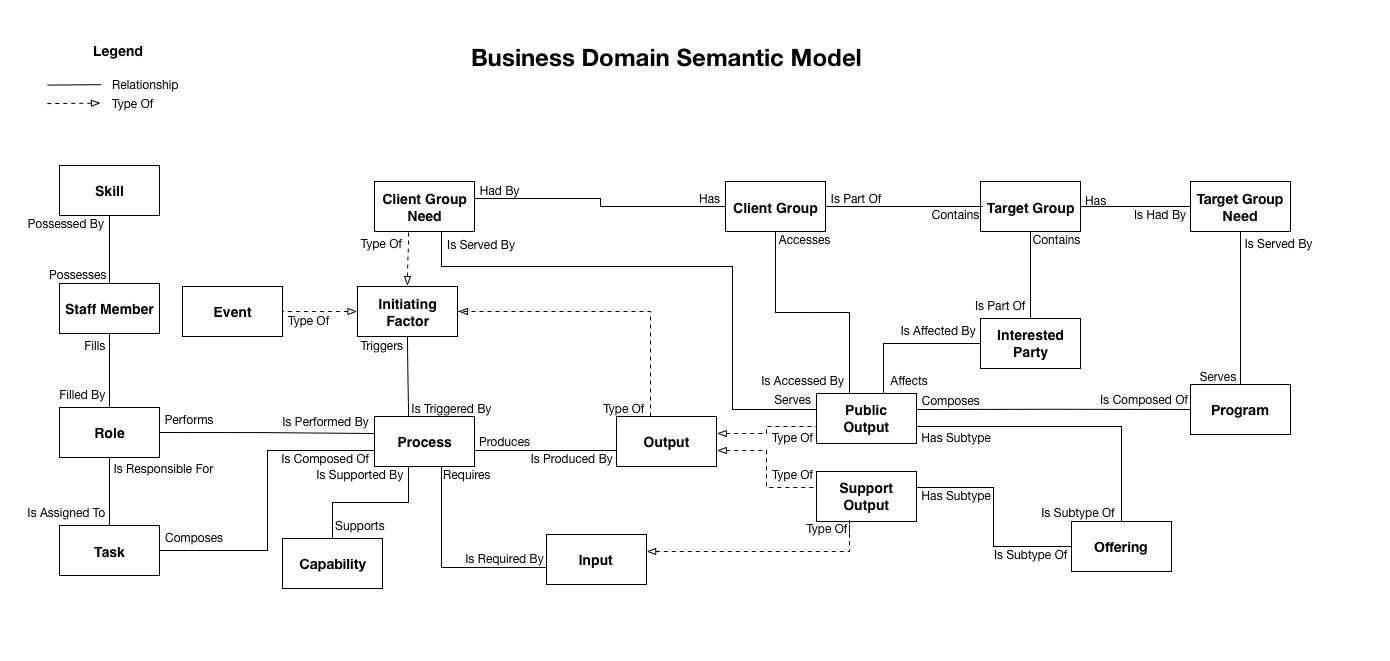 Legend
Business Domain Semantic Model
Relationship
Type Of
Skill
Client Group
Need
Had By
Has
Client Group
Is Part Of
Contains
Target Group
Has
Is Had By
Target Group
Need
Possessed By
Type Of
Is Served By
Accesses
Contains
Is Served By
Possesses
Staff Member
Event
Type Of
Initiating
Factor
Is Part Of
Interested
Party
Is Affected By
Fills
Triggers
Filled By
Is Accessed By
Affects
Serves
Serves
Is Triggered By
Type Of
Public
Output
Composes
Is Composed Of
Program
Role
Performs
Is Performed By
Process
Produces
Is Produced By
Output
Type Of
Has Subtype
Is Responsible For
Is Composed Of
Is Supported By
Requires
Type Of
Support
Output
Has Subtype
Is Assigned To
Supports
Type Of
Is Subtype Of
Task
Composes
Capability
Is Required By
Input
Is Subtype Of
Offering